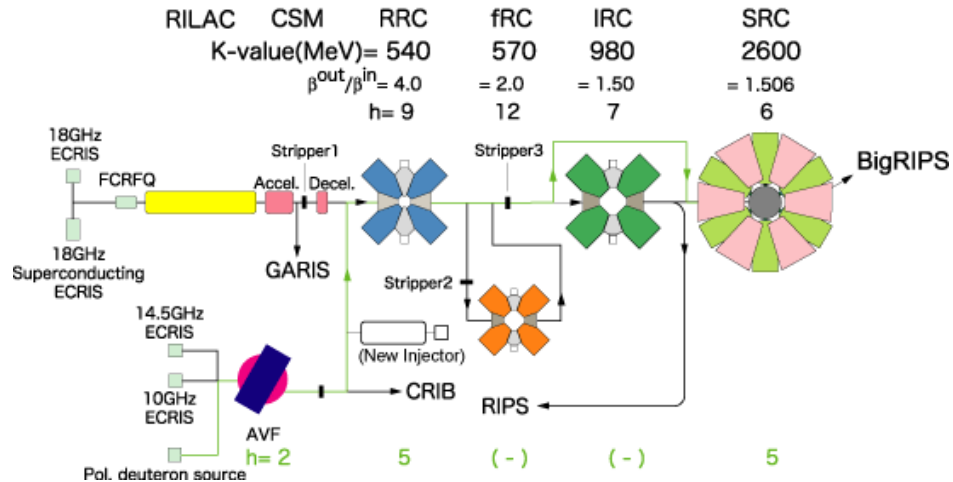 RILAC CSM RRC fRC IRC SRC
K-value(MeV)= 540 570 980 2600
βout/βin= 4.0 = 2.0 = 1.50 = 1.506
h= 9 12 7 6
18GHz
ECRIS
FCRFQ
Accel.
Stripper1
Decel.
Stripper3
BigRIPS
18GHz
Superconducting
ECRIS
GARIS
Stripper2
14.5GHz
ECRIS
(New Injector)
10GHz
ECRIS
CRIB
RIPS
AVF
h= 2 5 (-) (-) 5
Pol. deuteron source